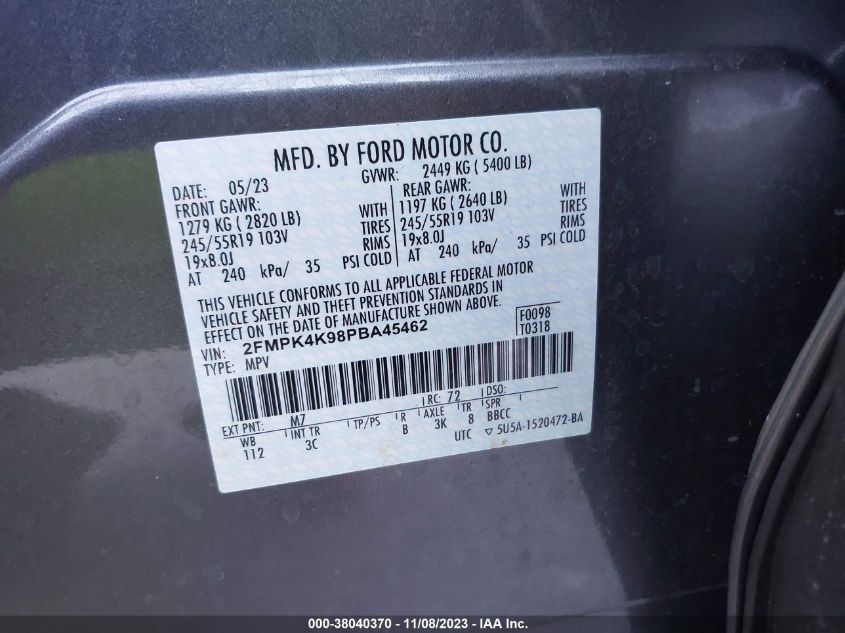 MFD. BY FORD MOTOR CO.
DATE: 05/23 GVWR: 2449 KG ( 5400 LB)
FRONT GAWR: REAR GAWR:
1279 KG ( 2820 LB) WITH 1197 KG ( 2640 LB) WITH
245/55R19 103V TIRES 245/55R19 103V TIRES
19x8.0J RIMS 19x8.0J RIMS
AT 240 kPa/ 35 PSI COLD AT 240 kPa/ 35 PSI COLD
THIS VEHICLE CONFORMS TO ALL APPLICABLE FEDERAL MOTOR
VEHICLE SAFETY AND THEFT PREVENTION STANDARDS IN
EFFECT ON THE DATE OF MANUFACTURE SHOWN ABOVE.
VIN: 2FMPK4K98PBA45462 F0098
TYPE: MPV T0318
EXT PNT: M7 RC: 72 DSO:
WB INT TR TP/PS R AXLE TR SPR
112 3C B 3K 8 BBCC
UTC ▽ 5U5A-1520472-BA
000-38040370 - 11/08/2023 - IAA Inc.